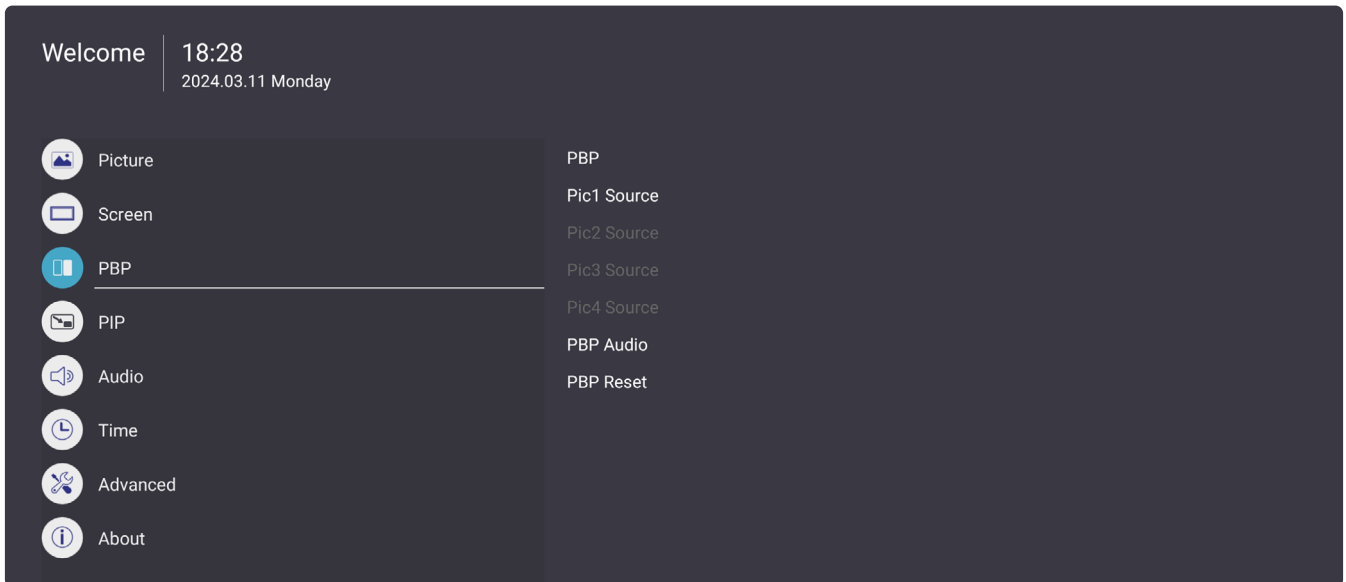 Welcome
18:28
2024.03.11 Monday
Picture
Screen
PBP
PIP
Audio
Time
Advanced
About
PBP
Pic1 Source
Pic2 Source
Pic3 Source
Pic4 Source
PBP Audio
PBP Reset